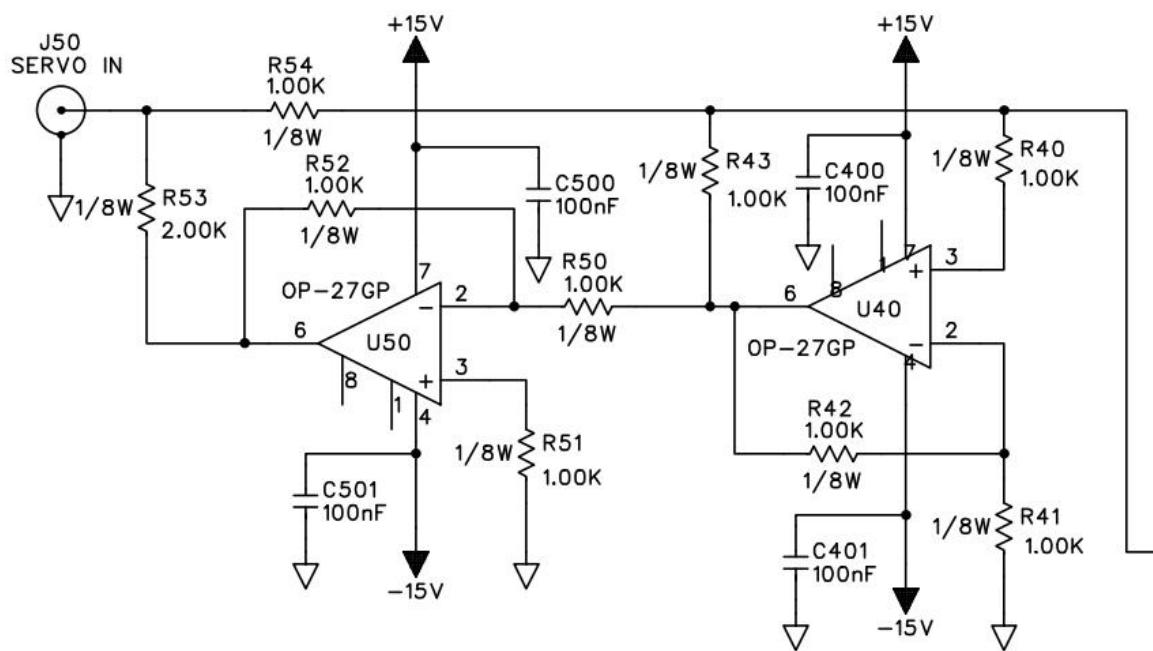 J50
SERVO IN
R54
1.00K
1/8W
+15V
+15V
R53
2.00K
1/8W
R52
1.00K
1/8W
C500
100nF
R43
1.00K
1/8W
C400
100nF
R40
1.00K
1/8W
OP-27GP
U50
7
2
6
3
8
1
4
R50
1.00K
1/8W
OP-27GP
U40
7
1
8
3
6
2
4
R51
1.00K
1/8W
R42
1.00K
1/8W
R41
1.00K
1/8W
C501
100nF
C401
100nF
-15V
-15V
+
−
+
−